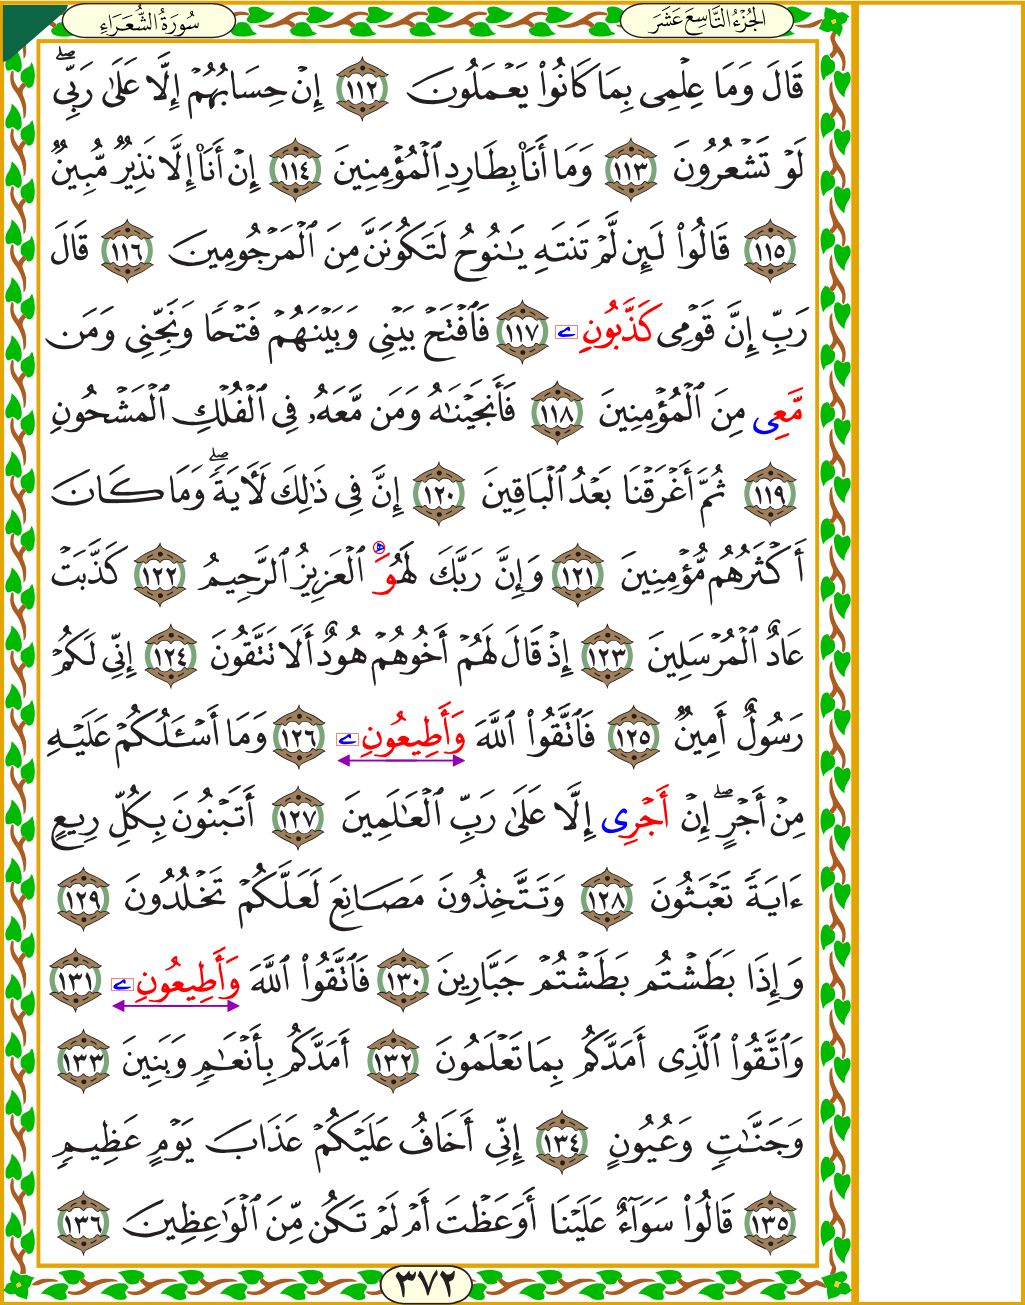 الجُزْءُ التَّاسِعَ عَشَرَ سُورَةُ الشُّعَرَاءِ
قَالَ وَمَا عِلْمِى بِمَا كَانُوا۟ يَعْمَلُونَ ١١٢ إِنْ حِسَابُهُمْ إِلَّا عَلَىٰ رَبِّىۖ
لَوْ تَشْعُرُونَ ١١٣ وَمَا أَنَا۠ بِطَارِدِ ٱلْمُؤْمِنِينَ ١١٤ إِنْ أَنَا۠ إِلَّا نَذِيرٌ مُّبِينٌ
١١٥ قَالُوا۟ لَئِن لَّمْ تَنتَهِ يَـٰنُوحُ لَتَكُونَنَّ مِنَ ٱلْمَرْجُومِينَ ١١٦ قَالَ
رَبِّ إِنَّ قَوْمِى كَذَّبُونِ ے ١١٧ فَٱفْتَحْ بَيْنِى وَبَيْنَهُمْ فَتْحًا وَنَجِّنِى وَمَن
مَّعِى مِنَ ٱلْمُؤْمِنِينَ ١١٨ فَأَنجَيْنَـٰهُ وَمَن مَّعَهُۥ فِى ٱلْفُلْكِ ٱلْمَشْحُونِ
١١٩ ثُمَّ أَغْرَقْنَا بَعْدُ ٱلْبَاقِينَ ١٢٠ إِنَّ فِى ذَٰلِكَ لَـَٔايَةًۖ وَمَا كَانَ
أَكْثَرُهُم مُّؤْمِنِينَ ١٢١ وَإِنَّ رَبَّكَ لَهُوَ ه ٱلْعَزِيزُ ٱلرَّحِيمُ ١٢٢ كَذَّبَتْ
عَادٌ ٱلْمُرْسَلِينَ ١٢٣ إِذْ قَالَ لَهُمْ أَخُوهُمْ هُودٌ أَلَا تَتَّقُونَ ١٢٤ إِنِّى لَكُمْ
رَسُولٌ أَمِينٌ ١٢٥ فَٱتَّقُوا۟ ٱللَّهَ وَأَطِيعُونِ ے ١٢٦ وَمَا أَسْـَٔلُكُمْ عَلَيْهِ
مِنْ أَجْرٍۖ إِنْ أَجْرِى إِلَّا عَلَىٰ رَبِّ ٱلْعَـٰلَمِينَ ١٢٧ أَتَبْنُونَ بِكُلِّ رِيعٍ
ءَايَةً تَعْبَثُونَ ١٢٨ وَتَتَّخِذُونَ مَصَانِعَ لَعَلَّكُمْ تَخْلُدُونَ ١٢٩
وَإِذَا بَطَشْتُم بَطَشْتُمْ جَبَّارِينَ ١٣٠ فَٱتَّقُوا۟ ٱللَّهَ وَأَطِيعُونِ ے ١٣١
وَٱتَّقُوا۟ ٱلَّذِى أَمَدَّكُم بِمَا تَعْلَمُونَ ١٣٢ أَمَدَّكُم بِأَنْعَـٰمٍ وَبَنِينَ ١٣٣
وَجَنَّـٰتٍ وَعُيُونٍ ١٣٤ إِنِّى أَخَافُ عَلَيْكُمْ عَذَابَ يَوْمٍ عَظِيمٍ
١٣٥ قَالُوا۟ سَوَآءٌ عَلَيْنَا أَوَعَظْتَ أَمْ لَمْ تَكُن مِّنَ ٱلْوَٰعِظِينَ ١٣٦
٣٧٢